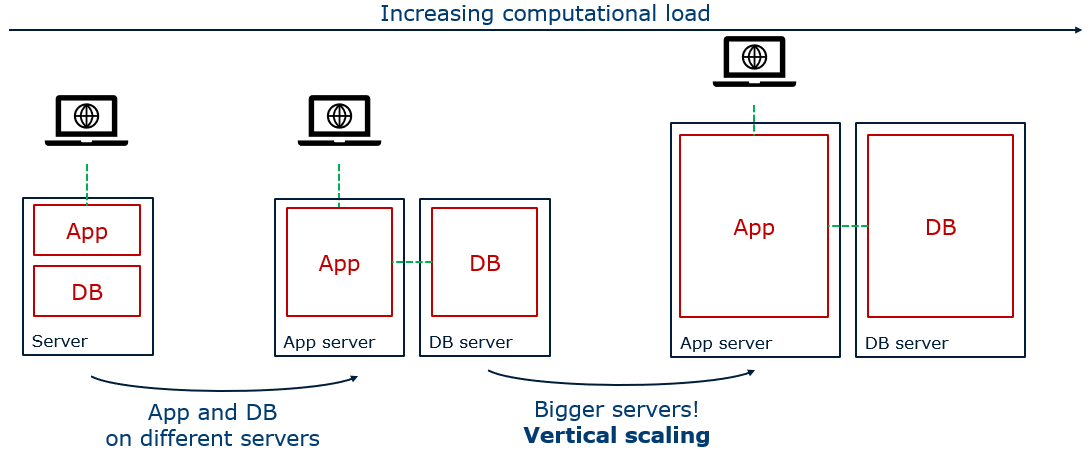 Increasing computational load
App
DB
Server
App
DB
App server
DB server
App
DB
App server
DB server
App and DB
on different servers
Bigger servers!
Vertical scaling